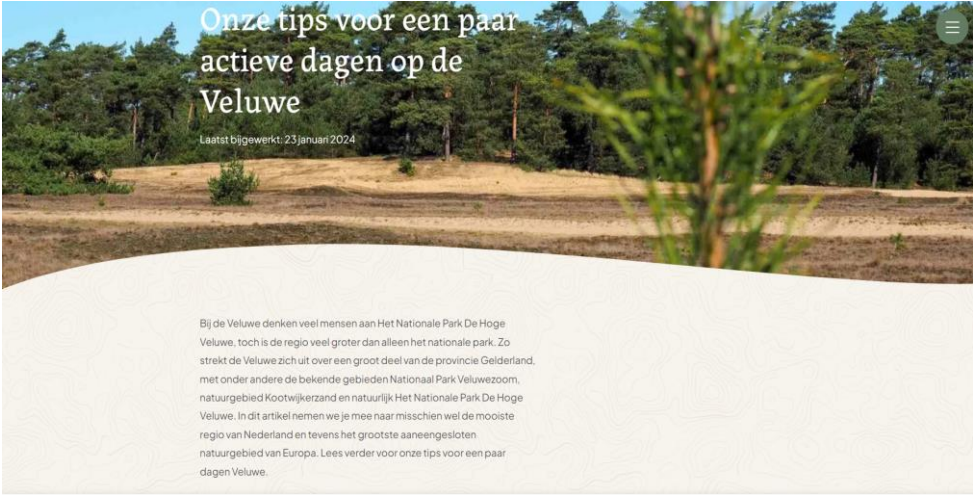 Onze tips voor een paar
actieve dagen op de
Veluwe
Laatst bijgewerkt: 23 januari 2024
Bij de Veluwe denken veel mensen aan Het Nationale Park De Hoge
Veluwe, toch is de regio veel groter dan alleen het nationale park. Zo
strekt de Veluwe zich uit over een groot deel van de provincie Gelderland,
met onder andere de bekende gebieden Nationaal Park Veluwezoom,
natuurgebied Kootwijkerzand en natuurlijk Het Nationale Park De Hoge
Veluwe. In dit artikel nemen we je mee naar misschien wel de mooiste
regio van Nederland en tevens het grootste aaneengesloten
natuurgebied van Europa. Lees verder voor onze tips voor een paar
dagen Veluwe.